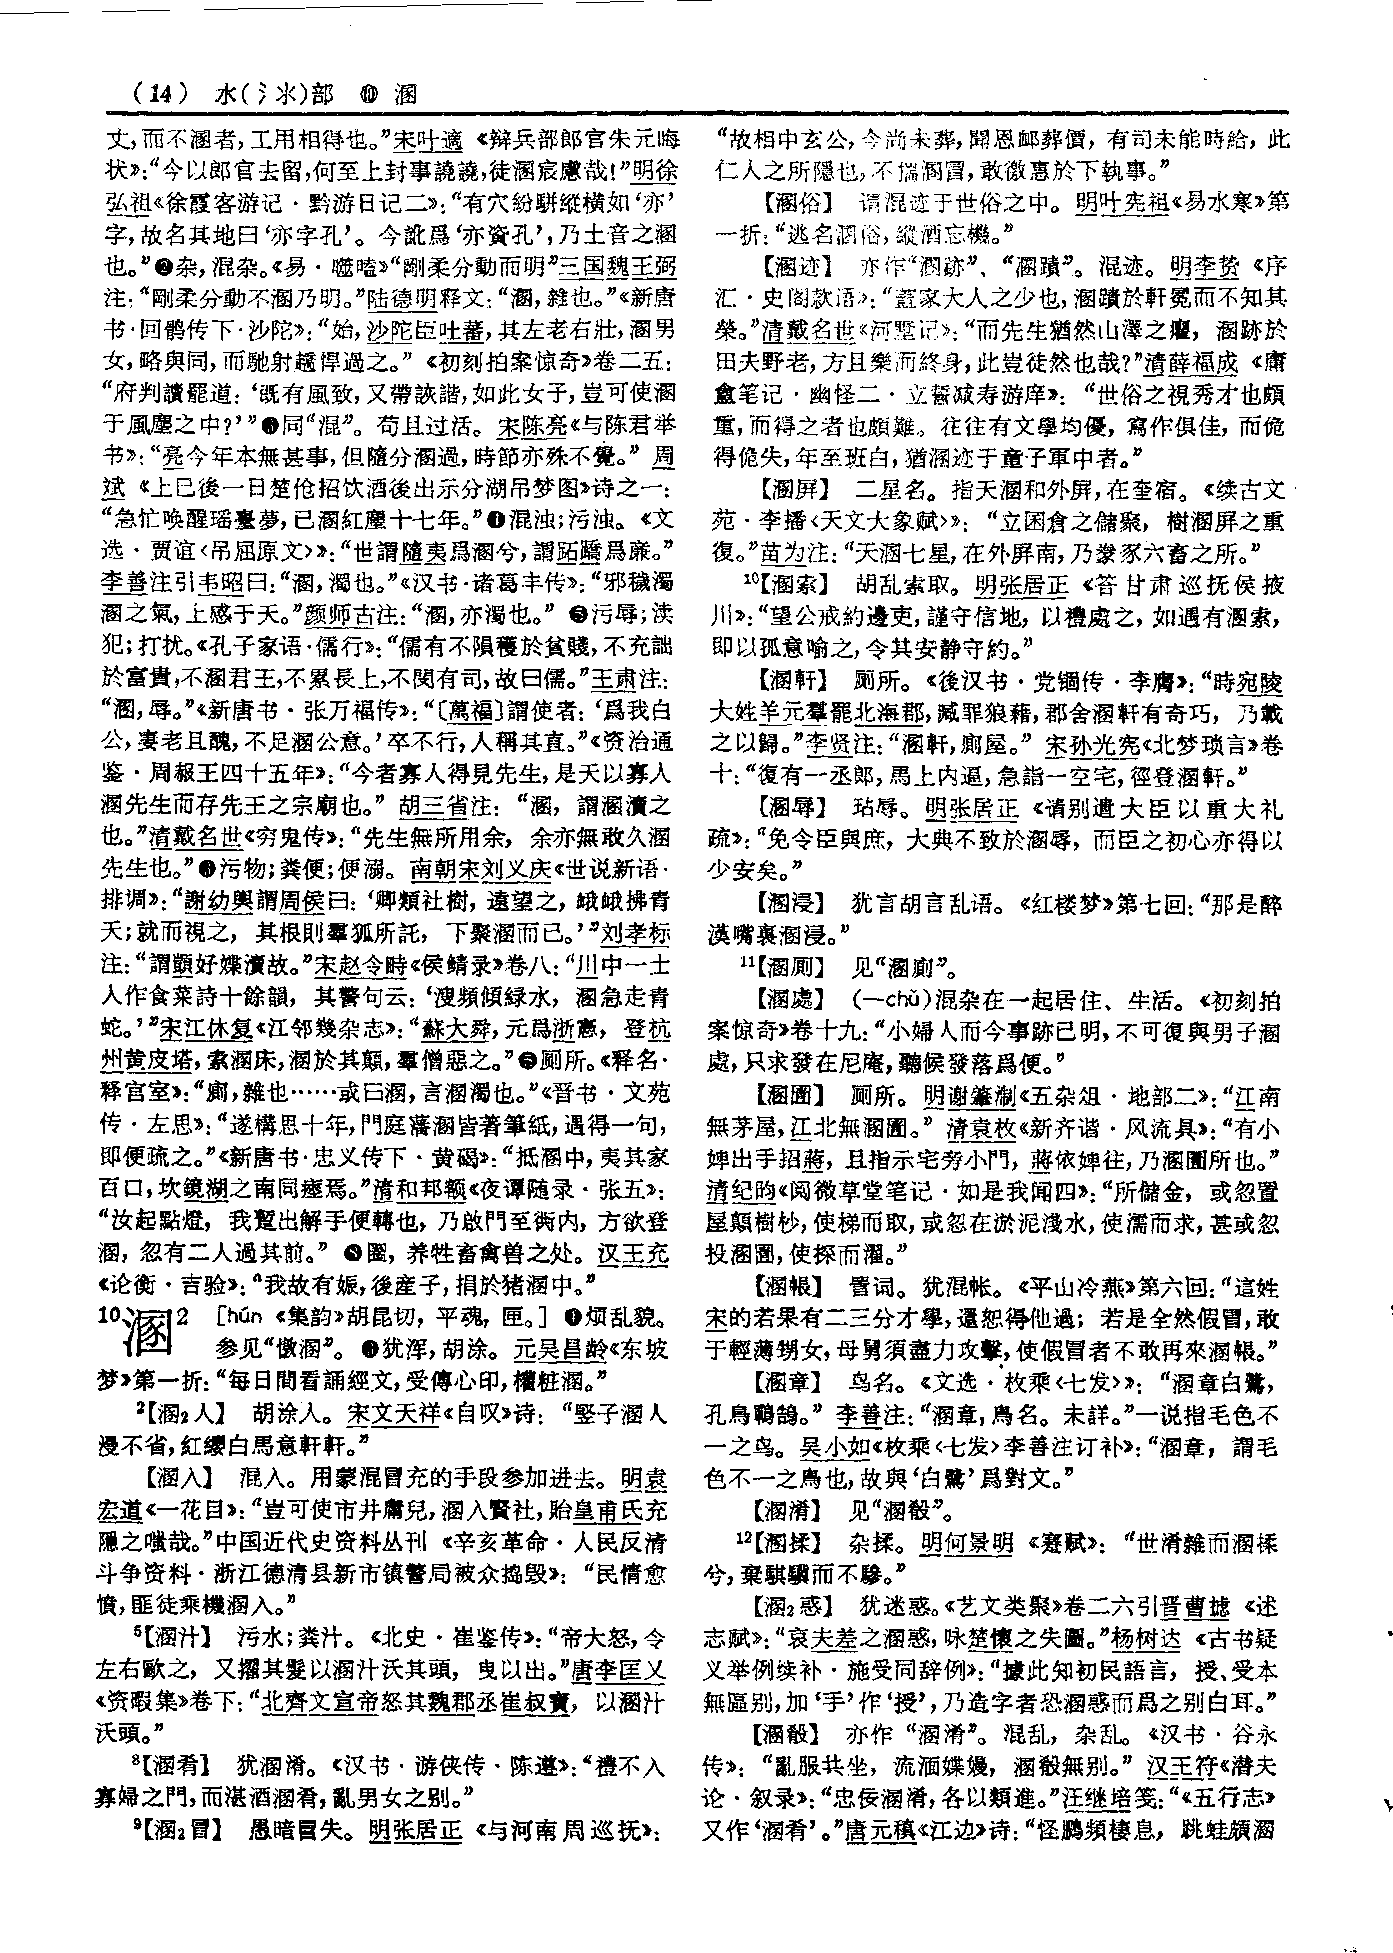 （14） 水(氵氺)部 ⑩ 溷
丈，而不溷者，工用相得也。”宋叶適《辩兵部郎官朱元晦
状》：“今以郎官去留，何至上封事譊譊，徒溷宸慮哉！”明徐
弘祖《徐霞客游记·黔游日记二》：“有穴紛駢縱横如‘亦’
字，故名其地曰‘亦字孔’。今訛爲‘亦資孔’，乃土音之溷
也。”❷杂，混杂。《易·噬嗑》“剛柔分動而明”三国魏王弼
注：“剛柔分動不溷乃明。”陆德明释文：“溷，雜也。”《新唐
书·回鹘传下·沙陀》：“始，沙陀臣吐蕃，其左老右壯，溷男
女，略與同，而馳射趫悍過之。”《初刻拍案惊奇》卷二五：
“府判讀罷道：‘既有風致，又帶詼諧，如此女子，豈可使溷
于風塵之中？’”❸同“混”。苟且过活。宋陈亮《与陈君举
书》：“亮今年本無甚事，但隨分溷過，時節亦殊不覺。”周
斌《上巳後一日楚伧招饮酒後出示分湖吊梦图》诗之一：
“急忙唤醒瑶臺夢，已溷紅塵十七年。”❹混浊；污浊。《文
选·贾谊〈吊屈原文〉》：“世謂隨夷爲溷兮，謂跖蹻爲廉。”
李善注引韦昭曰：“溷，濁也。”《汉书·诸葛丰传》：“邪穢濁
溷之氣，上感于天。”颜师古注：“溷，亦濁也。”❺污辱；渎
犯；打扰。《孔子家语·儒行》：“儒有不隕穫於貧賤，不充詘
於富貴，不溷君王，不累長上，不閔有司，故曰儒。”王肃注：
“溷，辱。”《新唐书·张万福传》：“〔萬福〕謂使者：‘爲我白
公，妻老且醜，不足溷公意。’卒不行，人稱其直。”《资治通
鉴·周赧王四十五年》：“今者寡人得見先生，是天以寡人
溷先生而存先王之宗廟也。”胡三省注：“溷，謂溷瀆之
也。”清戴名世《穷鬼传》：“先生無所用余，余亦無敢久溷
先生也。”❻污物；粪便；便溺。南朝宋刘义庆《世说新语·
排调》：“謝幼輿謂周侯曰：‘卿類社樹，遠望之，峨峨拂青
天；就而視之，其根則羣狐所託，下聚溷而已。’”刘孝标
注：“謂顗好媟瀆故。”宋赵令畤《侯鲭录》卷八：“川中一士
人作食菜詩十餘韻，其警句云：‘溲頻傾緑水，溷急走青
蛇。’”宋江休复《江邻幾杂志》：“蘇大舜，元爲浙憲，登杭
州黄皮塔，索溷床，溷於其顛，羣僧惡之。”❼厕所。《释名·
释宫室》：“廁，雜也……或曰溷，言溷濁也。”《晋书·文苑
传·左思》：“遂構思十年，門庭藩溷皆著筆紙，遇得一句，
即便疏之。”《新唐书·忠义传下·黄碣》：“抵溷中，夷其家
百口，坎鏡湖之南同瘞焉。”清和邦额《夜谭随录·张五》：
“汝起點燈，我暫出解手便轉也，乃啟門至衖内，方欲登
溷，忽有二人過其前。”❽圈，养牲畜禽兽之处。汉王充
《论衡·吉验》：“我故有娠，後産子，捐於猪溷中。”
10溷2 ［hún《集韵》胡昆切，平魂，匣。］❶烦乱貌。
参见“慠溷”。❷犹浑，胡涂。元吴昌龄《东坡
梦》第一折：“每日間看誦經文，受傳心印，權粧溷。”
2【溷2人】 胡涂人。宋文天祥《自叹》诗：“竖子溷人
漫不省，紅纓白馬意軒軒。”
【溷入】 混入。用蒙混冒充的手段参加进去。明袁
宏道《一花目》：“豈可使市井庸兒，溷入賢社，貽皇甫氏充
隱之嗤哉。”中国近代史资料丛刊《辛亥革命·人民反清
斗争资料·浙江德清县新市镇警局被众捣毁》：“民情愈
憤，匪徒乘機溷入。”
5【溷汁】 污水；粪汁。《北史·崔鉴传》：“帝大怒，令
左右毆之，又擢其髮以溷汁沃其頭，曳以出。”唐李匡乂
《资暇集》卷下：“北齊文宣帝怒其魏郡丞崔叔寶，以溷汁
沃頭。”
8【溷肴】 犹溷淆。《汉书·游侠传·陈遵》：“禮不入
寡婦之門，而湛酒溷肴，亂男女之别。”
9【溷2冒】 愚暗冒失。明张居正《与河南周巡抚》：
“故相中玄公，今尚未葬，聞恩卹葬價，有司未能時給，此
仁人之所隱也，不揣溷冒，敢徼惠於下執事。”
【溷俗】 谓混迹于世俗之中。明叶宪祖《易水寒》第
一折：“逃名溷俗，縱酒忘機。”
【溷迹】 亦作“溷跡”、“溷蹟”。混迹。明李贽《序
汇·史阁款语》：“蓋家大人之少也，溷蹟於軒冕而不知其
榮。”清戴名世《河墅记》：“而先生猶然山澤之癯，溷跡於
田夫野老，方且樂而終身，此豈徒然也哉？”清薛福成《庸
盦笔记·幽怪二·立誓减寿游庠》：“世俗之視秀才也頗
重，而得之者也頗難。往往有文學均優，寫作俱佳，而佹
得佹失，年至班白，猶溷迹于童子軍中者。”
【溷屏】 二星名。指天溷和外屏，在奎宿。《续古文
苑·李播〈天文大象赋〉》：“立囷倉之儲聚，樹溷屏之重
復。”苗为注：“天溷七星，在外屏南，乃豢豕六畜之所。”
10【溷索】 胡乱索取。明张居正《答甘肃巡抚侯掖
川》：“望公戒約邊吏，謹守信地，以禮處之，如遇有溷索，
即以孤意喻之，令其安静守約。”
【溷軒】 厕所。《後汉书·党锢传·李膺》：“時宛陵
大姓羊元羣罷北海郡，臧罪狼藉，郡舍溷軒有奇巧，乃載
之以歸。”李贤注：“溷軒，廁屋。”宋孙光宪《北梦琐言》卷
十：“復有一丞郎，馬上内逼，急詣一空宅，徑登溷軒。”
【溷辱】 玷辱。明张居正《请别遣大臣以重大礼
疏》：“免令臣與庶，大典不致於溷辱，而臣之初心亦得以
少安矣。”
【溷浸】 犹言胡言乱语。《红楼梦》第七回：“那是醉
漢嘴裏溷浸。”
11【溷厠】 见“溷廁”。
【溷處】 (—chǔ)混杂在一起居住、生活。《初刻拍
案惊奇》卷十九：“小婦人而今事跡已明，不可復與男子溷
處，只求發在尼庵，聽候發落爲便。”
【溷圊】 厕所。明谢肇淛《五杂俎·地部二》：“江南
無茅屋，江北無溷圊。”清袁枚《新齐谐·风流具》：“有小
婢出手招蔣，且指示宅旁小門，蔣依婢往，乃溷圊所也。”
清纪昀《阅微草堂笔记·如是我闻四》：“所儲金，或忽置
屋顛樹杪，使梯而取，或忽在淤泥淺水，使濡而求，甚或忽
投溷圊，使探而濯。”
【溷帳】 詈词。犹混帐。《平山冷燕》第六回：“這姓
宋的若果有二三分才學，還恕得他過；若是全然假冒，敢
于輕薄甥女，母舅須盡力攻擊，使假冒者不敢再來溷帳。”
【溷章】 鸟名。《文选·枚乘〈七发〉》：“溷章白鷺，
孔鳥鶤鵠。”李善注：“溷章，鳥名。未詳。”一说指毛色不
一之鸟。吴小如《枚乘〈七发〉李善注订补》：“溷章，謂毛
色不一之鳥也，故與‘白鷺’爲對文。”
【溷淆】 见“溷殽”。
12【溷揉】 杂揉。明何景明《蹇赋》：“世淆雜而溷揉
兮，棄騏驥而不驂。”
【溷2惑】 犹迷惑。《艺文类聚》卷二六引晋曹摅《述
志赋》：“哀夫差之溷惑，咏楚懷之失圖。”杨树达《古书疑
义举例续补·施受同辞例》：“據此知初民語言，授、受本
無區别，加‘手’作‘授’，乃造字者恐溷惑而爲之别白耳。”
【溷殽】 亦作“溷淆”。混乱，杂乱。《汉书·谷永
传》：“亂服共坐，流湎媟嫚，溷殽無别。”汉王符《潜夫
论·叙录》：“忠佞溷淆，各以類進。”汪继培笺：“《五行志》
又作‘溷肴’。”唐元稹《江边》诗：“怪鵬頻棲息，跳蛙頗溷